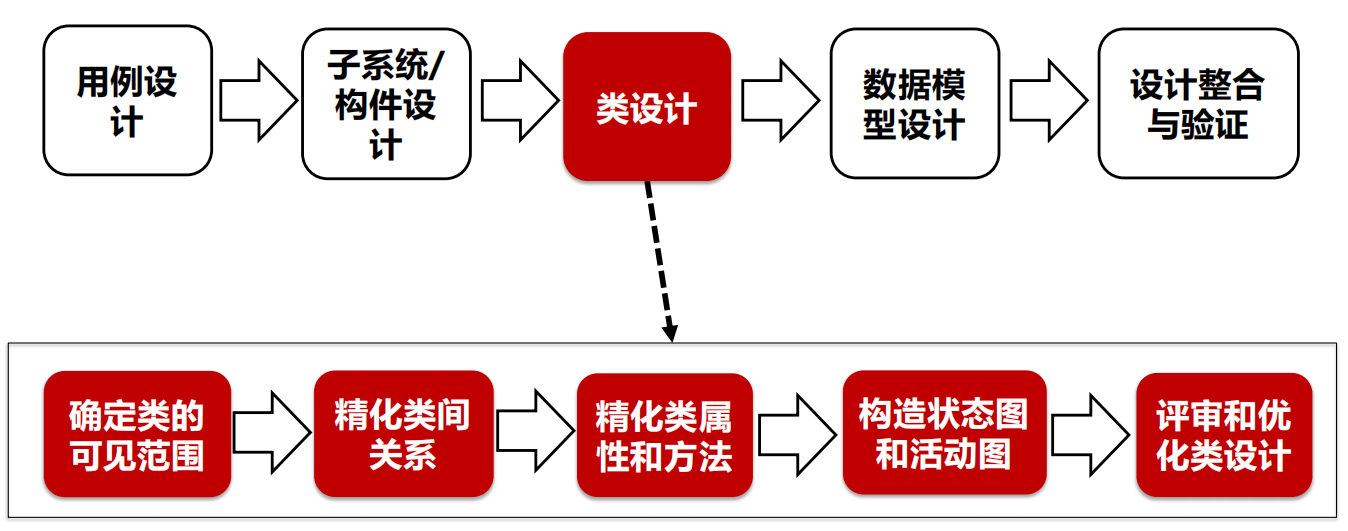 用例设
计
子系统/
构件设
计
类设计
数据模
型设计
设计整合
与验证
确定类的
可见范围
精化类间
关系
精化类属
性和方法
构造状态图
和活动图
评审和优
化类设计